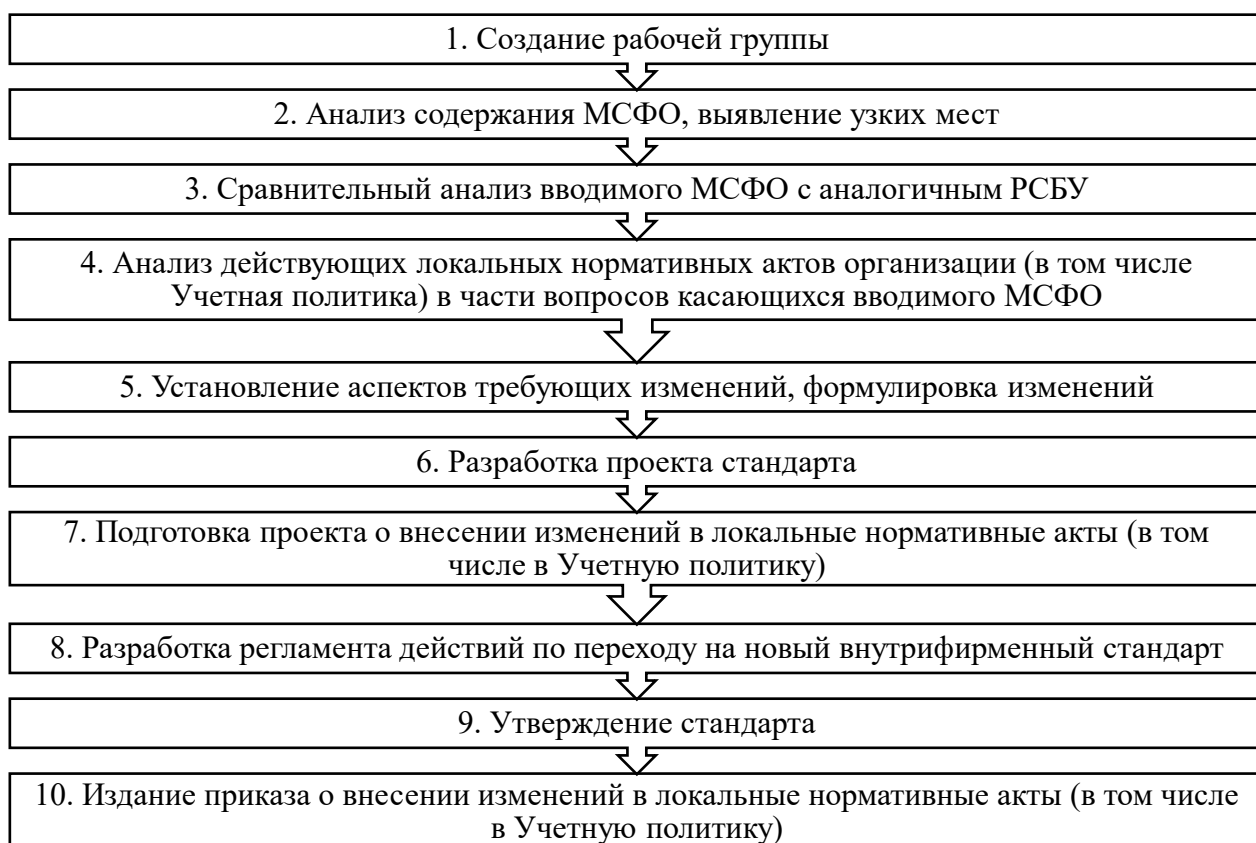 1. Создание рабочей группы
2. Анализ содержания МСФО, выявление узких мест
3. Сравнительный анализ вводимого МСФО с аналогичным РСБУ
4. Анализ действующих локальных нормативных актов организации (в том числе
Учетная политика) в части вопросов касающихся вводимого МСФО
5. Установление аспектов требующих изменений, формулировка изменений
6. Разработка проекта стандарта
7. Подготовка проекта о внесении изменений в локальные нормативные акты (в том
числе в Учетную политику)
8. Разработка регламента действий по переходу на новый внутрифирменный стандарт
9. Утверждение стандарта
10. Издание приказа о внесении изменений в локальные нормативные акты (в том числе
в Учетную политику)